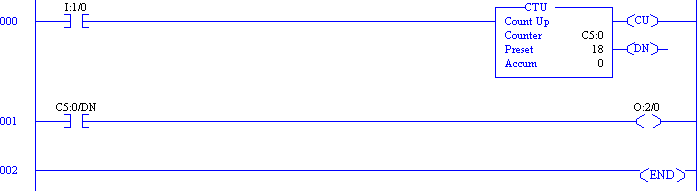 I:1/0
CTU
000
Count Up
CU
Counter C5:0
Preset 18
DN
Accum 0
C5:0/DN
O:2/0
001
002
END